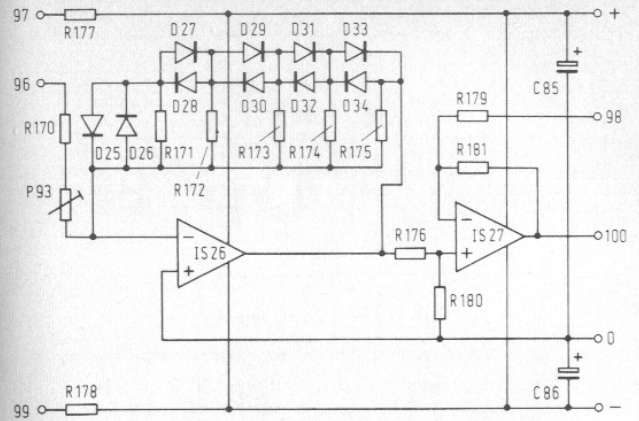 97 R177 +
D27 D29 D31 D33
+
C85
96
D28 D30 D32 D34
R179 98
R170 D25 D26 R171 R173 R174 R175 R181
R172
P93
− −
IS26 R176 IS27 100
+ +
R180
0
+
C86
R178
99 −